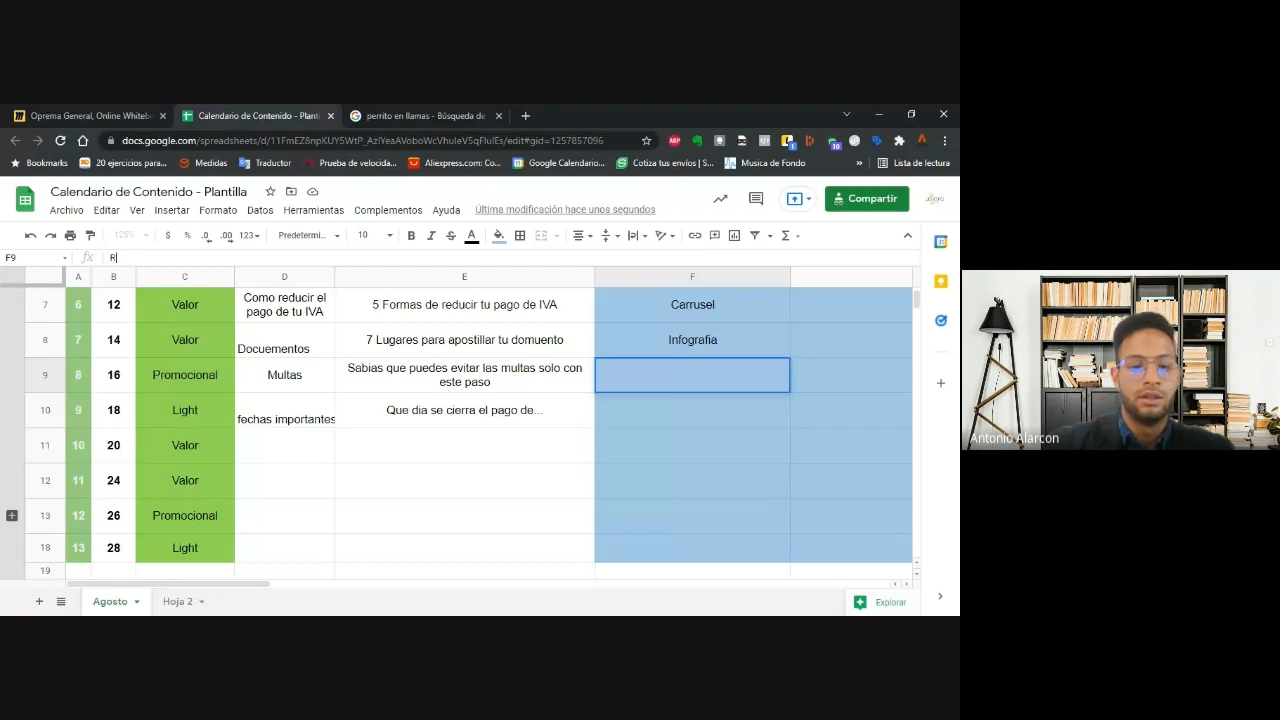 Oprema General, Online Whiteb
Calendario de Contenido - Planti
perrito en llamas - Búsqueda de
docs.google.com/spreadsheets/d/11FmEZ8npKUY5WtP_AziYeaAVoboWcVhuIeV5qFIuIEs/edit#gid=1257857096
ABP
Bookmarks
20 ejercicios para...
Medidas
Traductor
Prueba de velocida...
Aliexpress.com: Co...
Google Calendario...
Cotiza tus envíos | S...
Musica de Fondo
»
Lista de lectura
Calendario de Contenido - Plantilla
Archivo Editar Ver Insertar Formato Datos Herramientas Complementos Ayuda Última modificación hace unos segundos
Compartir
125% $ % .0 .00 123 Predetermi... 10 B I S A
F9 fx R
A B C D E F
7 6 12 Valor Como reducir el pago de tu IVA 5 Formas de reducir tu pago de IVA Carrusel
8 7 14 Valor Docuementos 7 Lugares para apostillar tu domuento Infografia
9 8 16 Promocional Multas Sabias que puedes evitar las multas solo con este paso
10 9 18 Light fechas importantes Que dia se cierra el pago de...
11 10 20 Valor
12 11 24 Valor
13 12 26 Promocional
18 13 28 Light
19
Agosto Hoja 2
Explorar
Antonio Alarcon